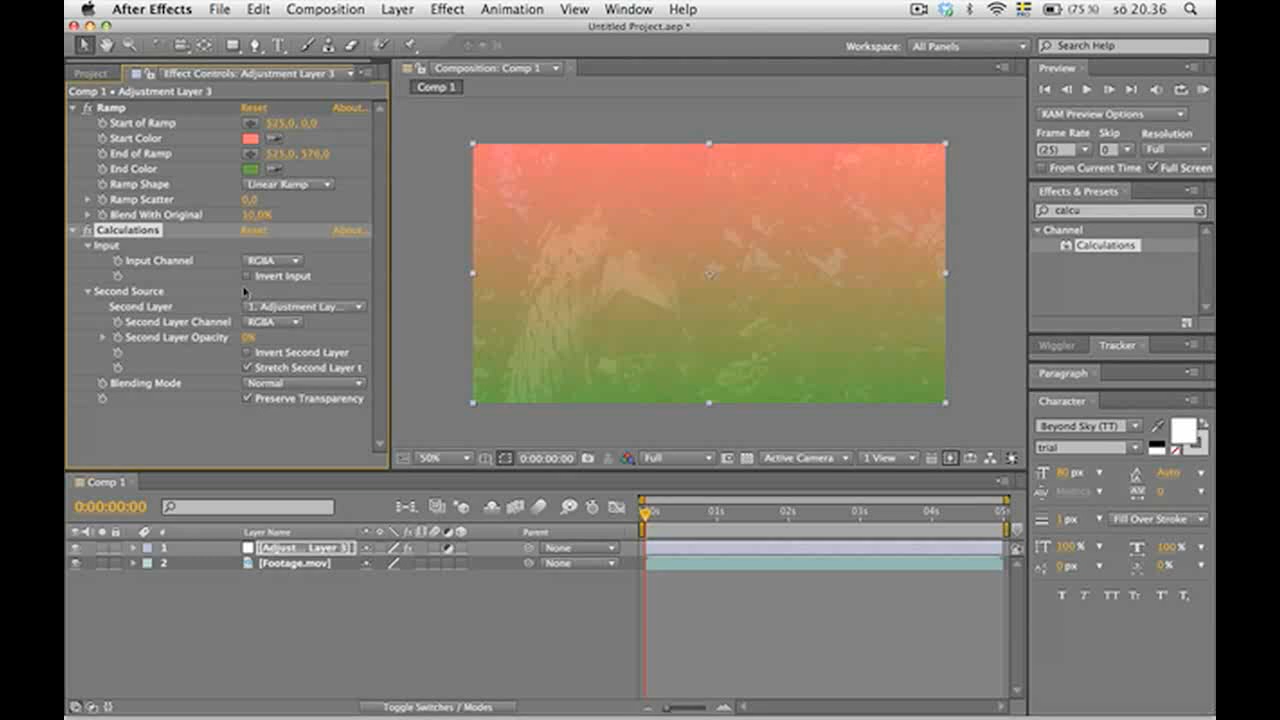 After Effects File Edit Composition Layer Effect Animation View Window Help (75 %) sö 20.36
Untitled Project.aep *
Workspace: All Panels Search Help
Project Effect Controls: Adjustment Layer 3
Comp 1 • Adjustment Layer 3
Ramp Reset About...
Start of Ramp 525,0, 0,0
Start Color
End of Ramp 525,0, 576,0
End Color
Ramp Shape Linear Ramp
Ramp Scatter 0,0
Blend With Original 10,0%
Calculations Reset About...
Input
Input Channel RGBA
Invert Input
Second Source
Second Layer 1. Adjustment Lay...
Second Layer Channel RGBA
Second Layer Opacity 0%
Invert Second Layer
Stretch Second Layer t
Blending Mode Normal
Preserve Transparency
Composition: Comp 1
Comp 1
50% 0:00:00:00 Full Active Camera 1 View
Preview
RAM Preview Options
Frame Rate Skip Resolution
(25) 0 Full
From Current Time Full Screen
Effects & Presets
calcu
Channel
Calculations
Wiggler Tracker
Paragraph
Character
Beyond Sky (TT)
trial
80 px Auto
Metrics 0
1 px Fill Over Stroke
100 % 100 %
0 px 0 %
T T TT Tr T' T,
Comp 1
0:00:00:00
00s 01s 02s 03s 04s 05s
# Layer Name Parent
1 [Adjust... Layer 3] None
2 [Footage.mov] None
Toggle Switches / Modes